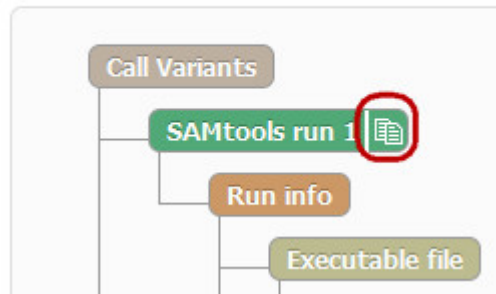 Call Variants
SAMtools run 1
Run info
Executable file